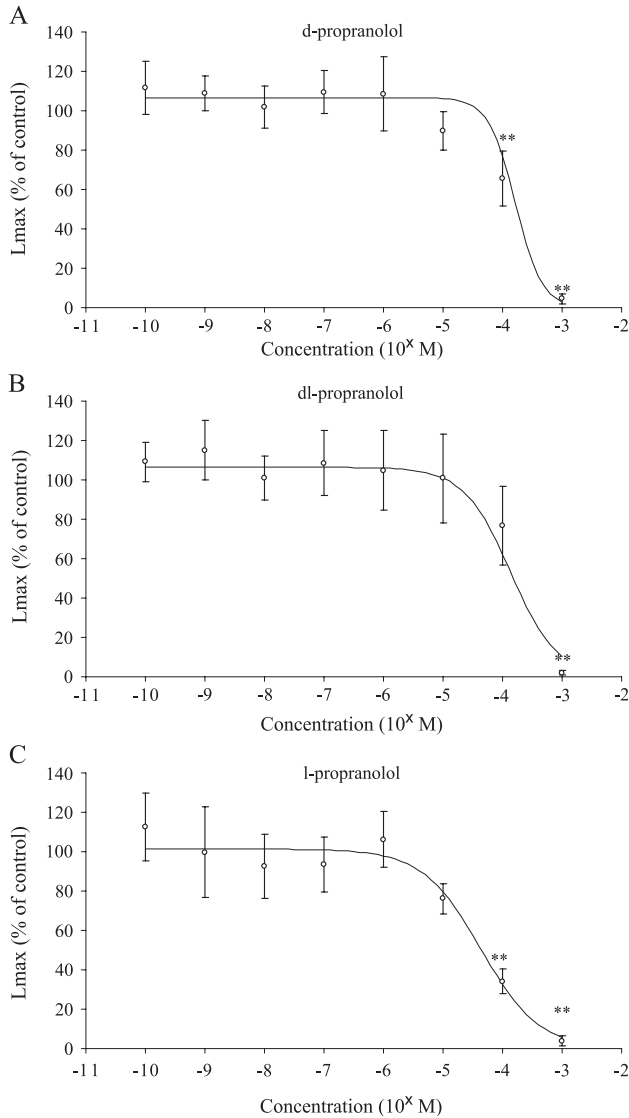 A
d-propranolol
140
120
100
80
60
40
20
0
Lmax (% of control)
**
**
-11 -10 -9 -8 -7 -6 -5 -4 -3 -2
Concentration (10^x M)
B
dl-propranolol
140
120
100
80
60
40
20
0
Lmax (% of control)
**
-11 -10 -9 -8 -7 -6 -5 -4 -3 -2
Concentration (10^x M)
C
l-propranolol
140
120
100
80
60
40
20
0
Lmax (% of control)
**
**
-11 -10 -9 -8 -7 -6 -5 -4 -3 -2
Concentration (10^x M)